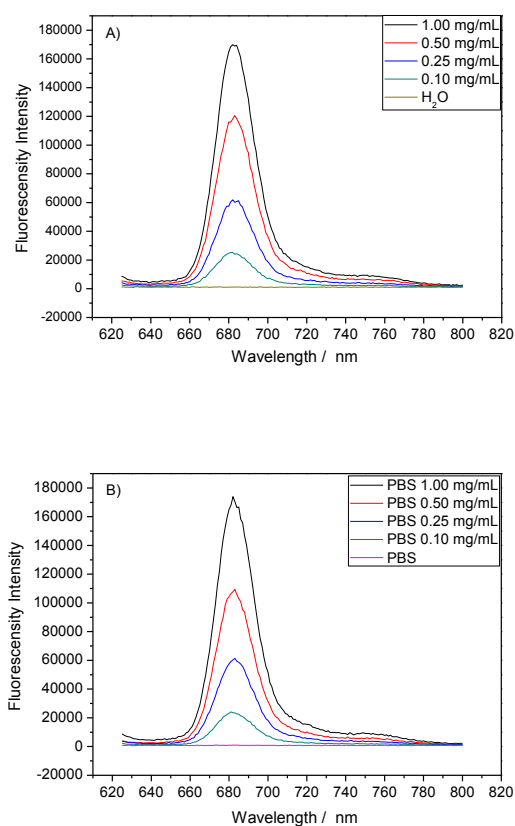 A)
1.00 mg/mL
0.50 mg/mL
0.25 mg/mL
0.10 mg/mL
H₂O
180000
160000
140000
120000
100000
80000
60000
40000
20000
0
-20000
Fluorescensity Intensity
620 640 660 680 700 720 740 760 780 800 820
Wavelength / nm
B)
PBS 1.00 mg/mL
PBS 0.50 mg/mL
PBS 0.25 mg/mL
PBS 0.10 mg/mL
PBS
180000
160000
140000
120000
100000
80000
60000
40000
20000
0
-20000
Fluorescensity Intensity
620 640 660 680 700 720 740 760 780 800 820
Wavelength / nm